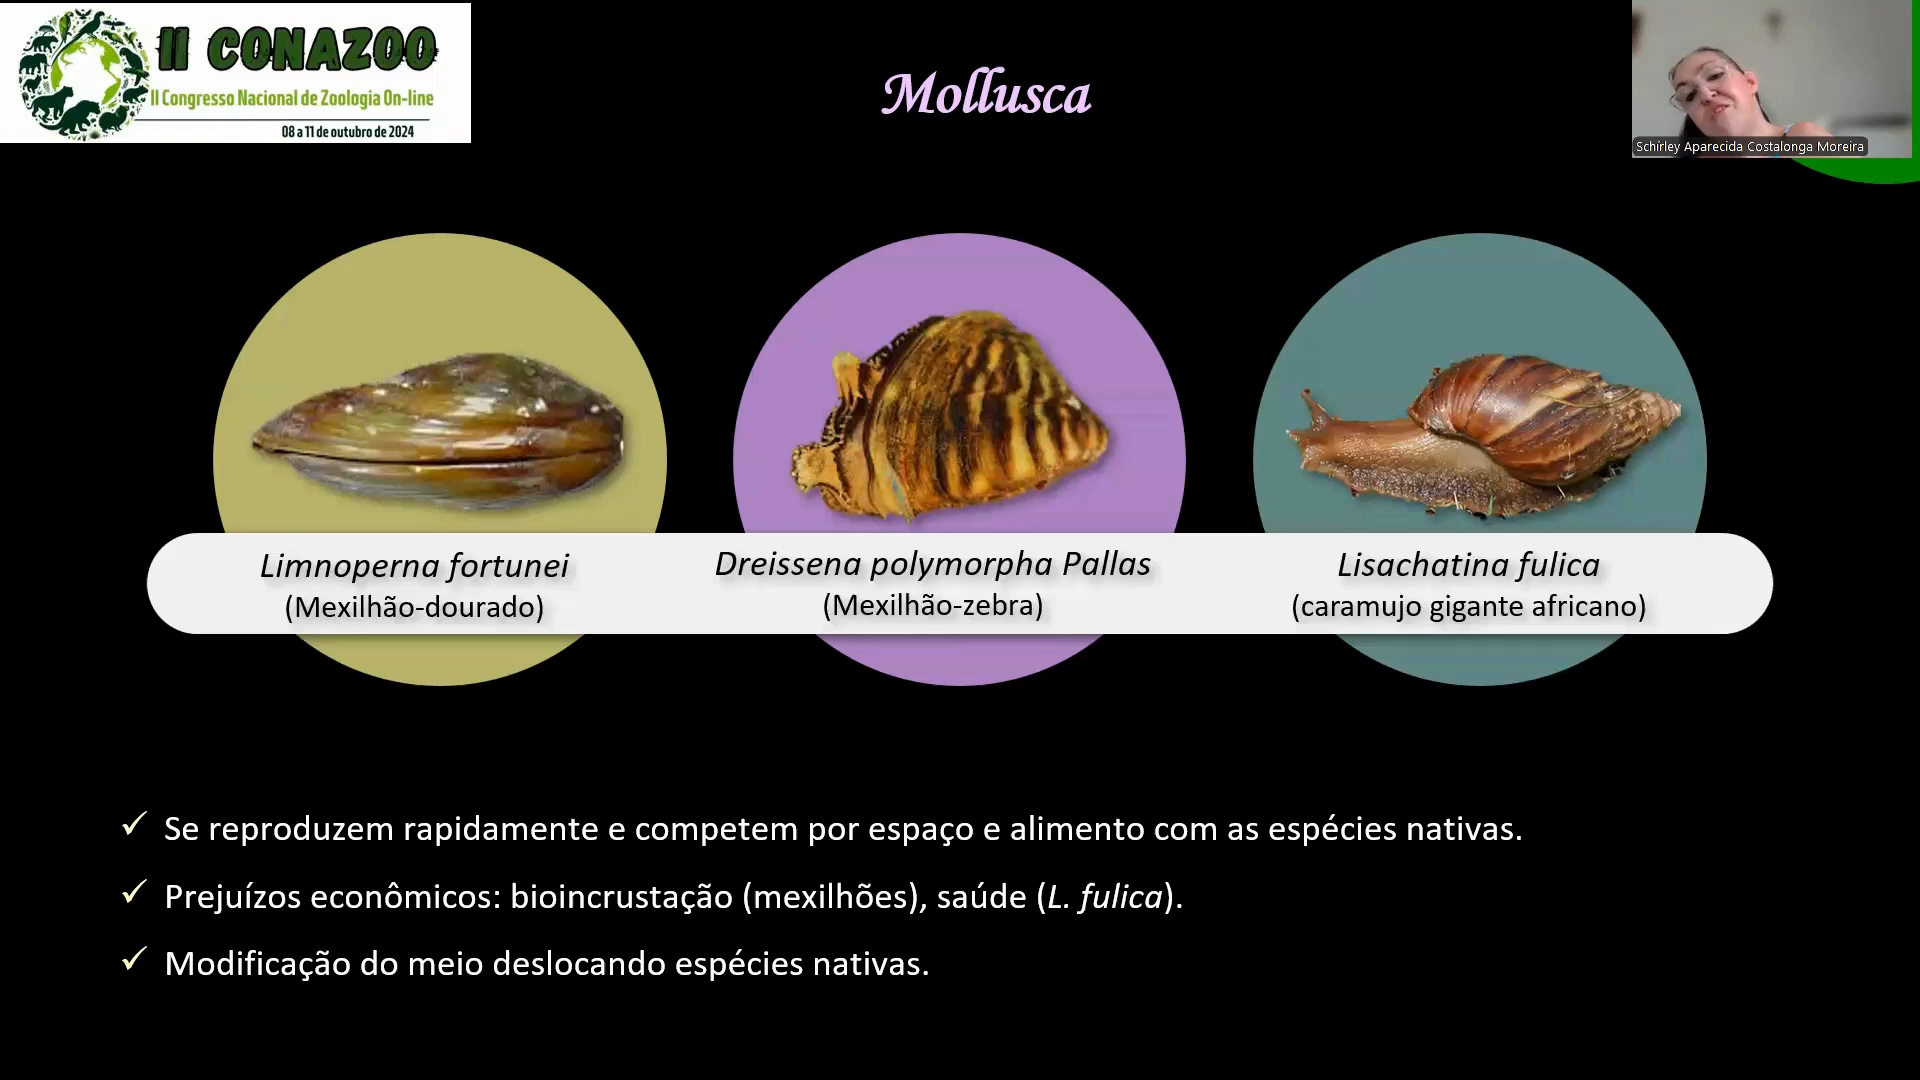 II CONAZOO
II Congresso Nacional de Zoologia On-line
08 a 11 de outubro de 2024
Mollusca
Schírley Aparecida Costalonga Moreira
Limnoperna fortunei
(Mexilhão-dourado)
Dreissena polymorpha Pallas
(Mexilhão-zebra)
Lisachatina fulica
(caramujo gigante africano)
Se reproduzem rapidamente e competem por espaço e alimento com as espécies nativas.
Prejuízos econômicos: bioincrustação (mexilhões), saúde (L. fulica).
Modificação do meio deslocando espécies nativas.